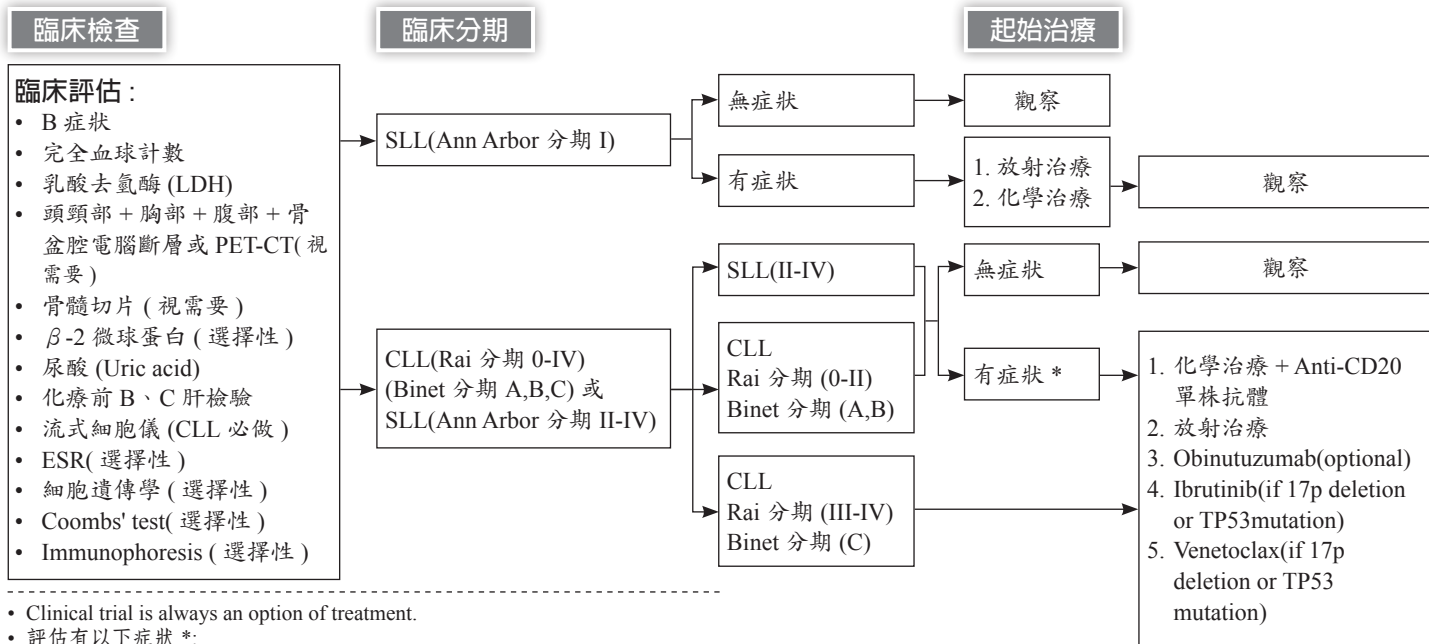 臨床檢查
臨床分期
起始治療
臨床評估 :
• B 症狀
• 完全血球計數
• 乳酸去氫酶 (LDH)
• 頭頸部 + 胸部 + 腹部 + 骨
盆腔電腦斷層或 PET-CT( 視
需要 )
• 骨髓切片 ( 視需要 )
• β-2 微球蛋白 ( 選擇性 )
• 尿酸 (Uric acid)
• 化療前 B、C 肝檢驗
• 流式細胞儀 (CLL 必做 )
• ESR( 選擇性 )
• 細胞遺傳學 ( 選擇性 )
• Coombs' test( 選擇性 )
• Immunophoresis ( 選擇性 )
SLL(Ann Arbor 分期 I)
無症狀
觀察
有症狀
1. 放射治療
2. 化學治療
觀察
CLL(Rai 分期 0-IV)
(Binet 分期 A,B,C) 或
SLL(Ann Arbor 分期 II-IV)
SLL(II-IV)
CLL
Rai 分期 (0-II)
Binet 分期 (A,B)
CLL
Rai 分期 (III-IV)
Binet 分期 (C)
無症狀
觀察
有症狀 *
1. 化學治療 + Anti-CD20
單株抗體
2. 放射治療
3. Obinutuzumab(optional)
4. Ibrutinib(if 17p deletion
or TP53mutation)
5. Venetoclax(if 17p
deletion or TP53
mutation)
• Clinical trial is always an option of treatment.
• 評估有以下症狀 *: